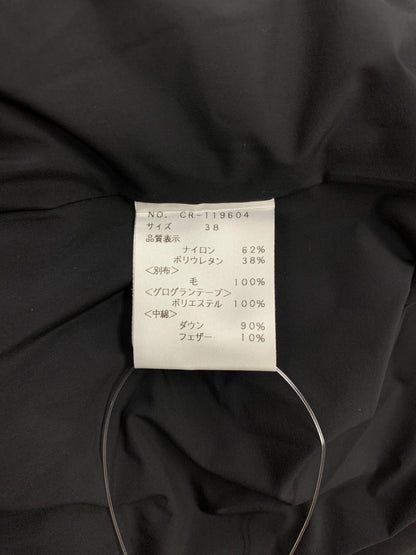 NO. CR-119604
サイズ 38
品質表示
ナイロン 62%
ポリウレタン 38%
<別布>
毛 100%
<グログランテープ>
ポリエステル 100%
<中綿>
ダウン 90%
フェザー 10%